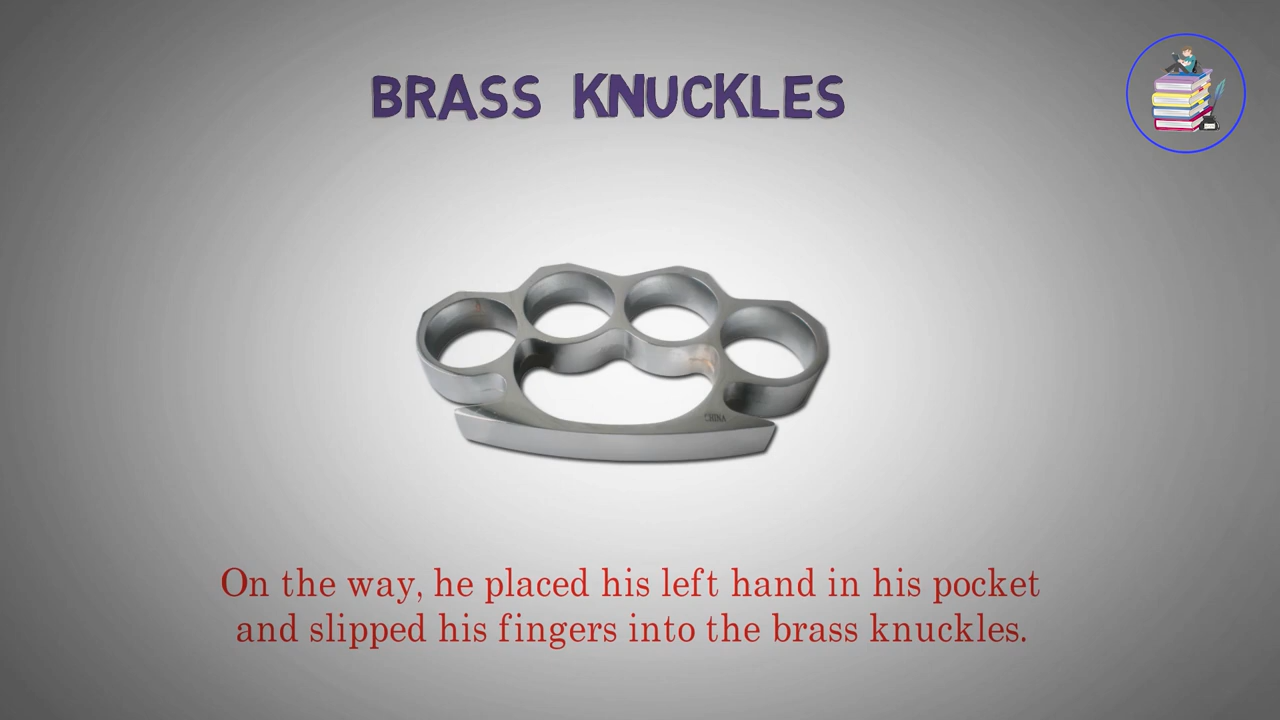 BRASS KNUCKLES
CHINA
On the way, he placed his left hand in his pocket
and slipped his fingers into the brass knuckles.